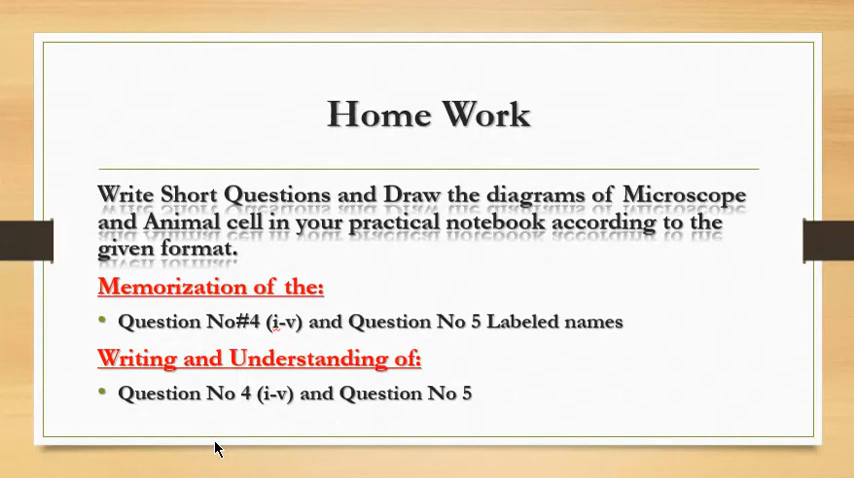 Home Work
Write Short Questions and Draw the diagrams of Microscope
and Animal cell in your practical notebook according to the
given format.
Memorization of the:
• Question No#4 (i-v) and Question No 5 Labeled names
Writing and Understanding of:
• Question No 4 (i-v) and Question No 5